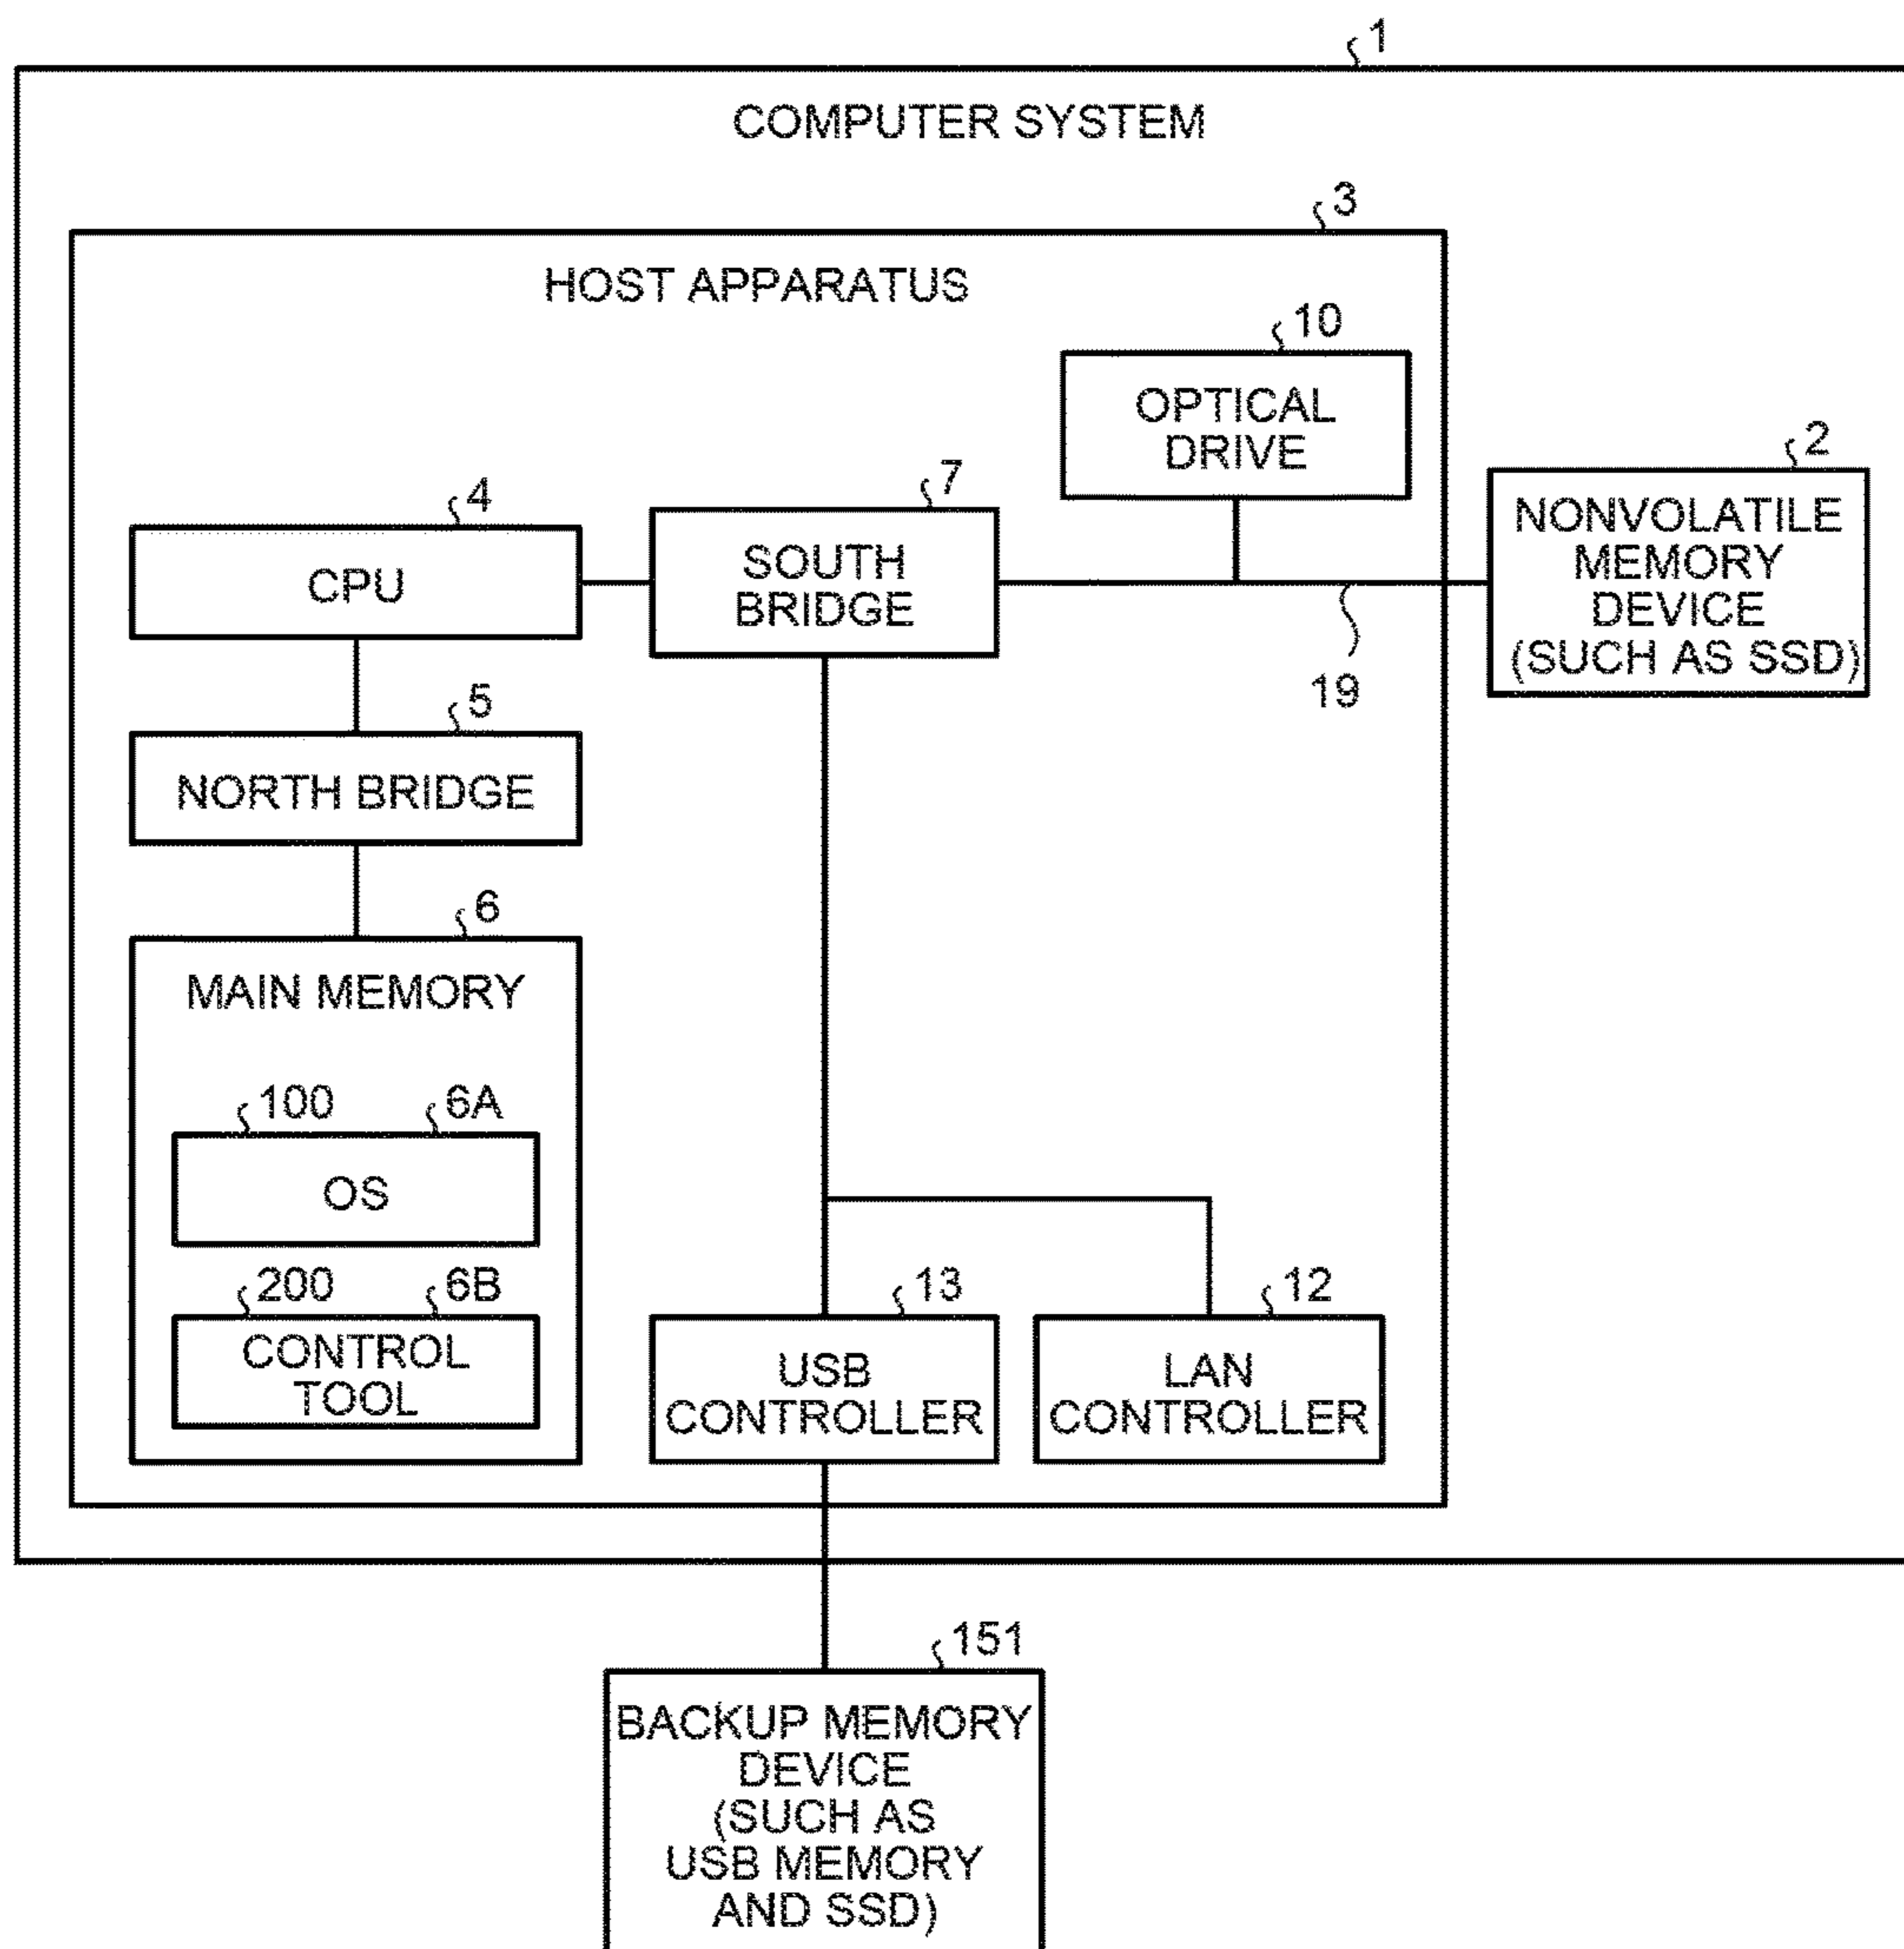 1
COMPUTER SYSTEM
3
HOST APPARATUS
10
OPTICAL
DRIVE
2
NONVOLATILE
MEMORY
DEVICE
(SUCH AS SSD)
4
CPU
7
SOUTH
BRIDGE
19
5
NORTH BRIDGE
6
MAIN MEMORY
100
6A
OS
200
6B
CONTROL
TOOL
13
USB
CONTROLLER
12
LAN
CONTROLLER
151
BACKUP MEMORY
DEVICE
(SUCH AS
USB MEMORY
AND SSD)